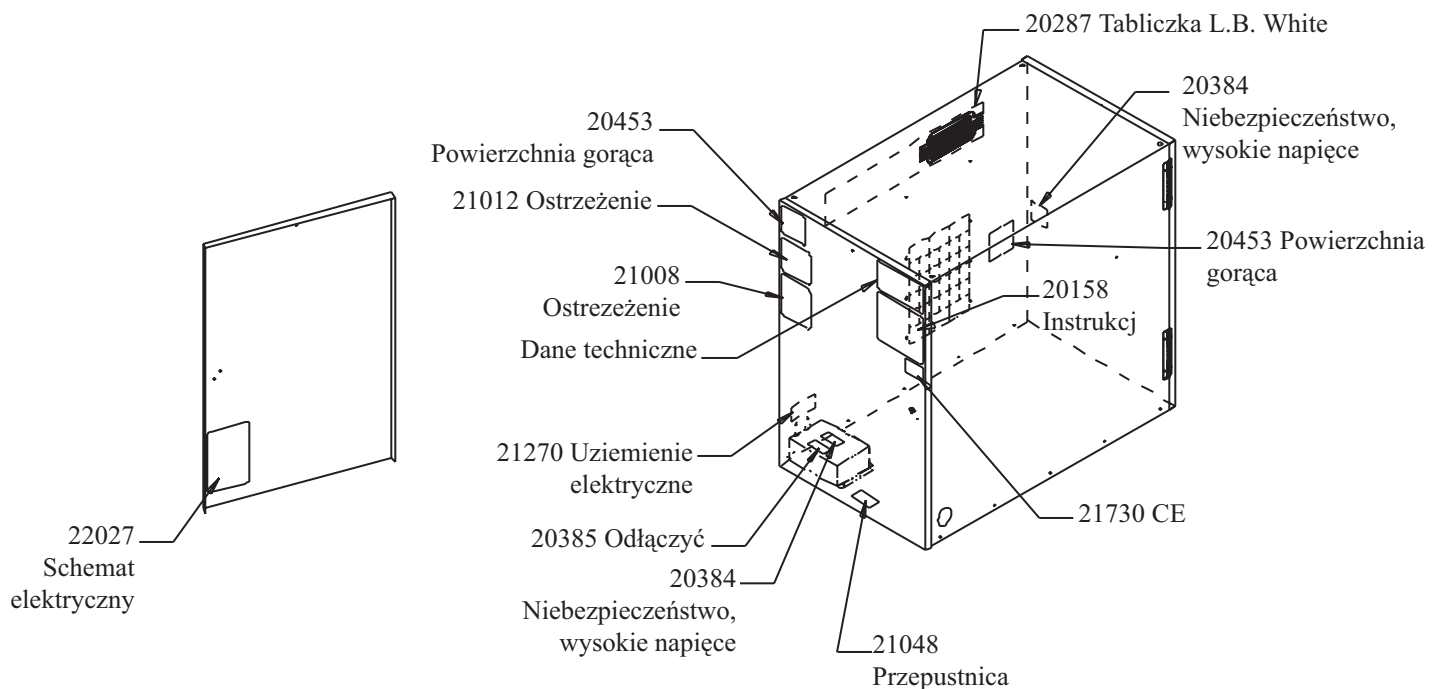 20287 Tabliczka L.B. White
20384
Niebezpieczeństwo,
wysokie napięce
20453
Powierzchnia gorąca
21012 Ostrzeżenie
20453 Powierzchnia
gorąca
21008
Ostrezeżenie
20158
Instrukcj
Dane techniczne
21270 Uziemienie
elektryczne
21730 CE
20385 Odłączyć
22027
Schemat
elektryczny
20384
Niebezpieczeństwo,
wysokie napięce
21048
Przepustnica